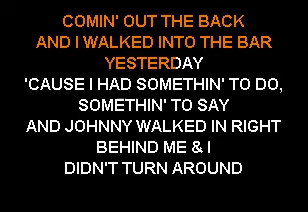 COMIN' OUT THE BACK
AND I WALKED INTO THE BAR
YESTERDAY
'CAUSE I HAD SOMETHIN' TO DO,
SOMETHIN' TO SAY
AND JOHNNY WALKED IN RIGHT
BEHIND ME & I
DIDN'T TURN AROUND